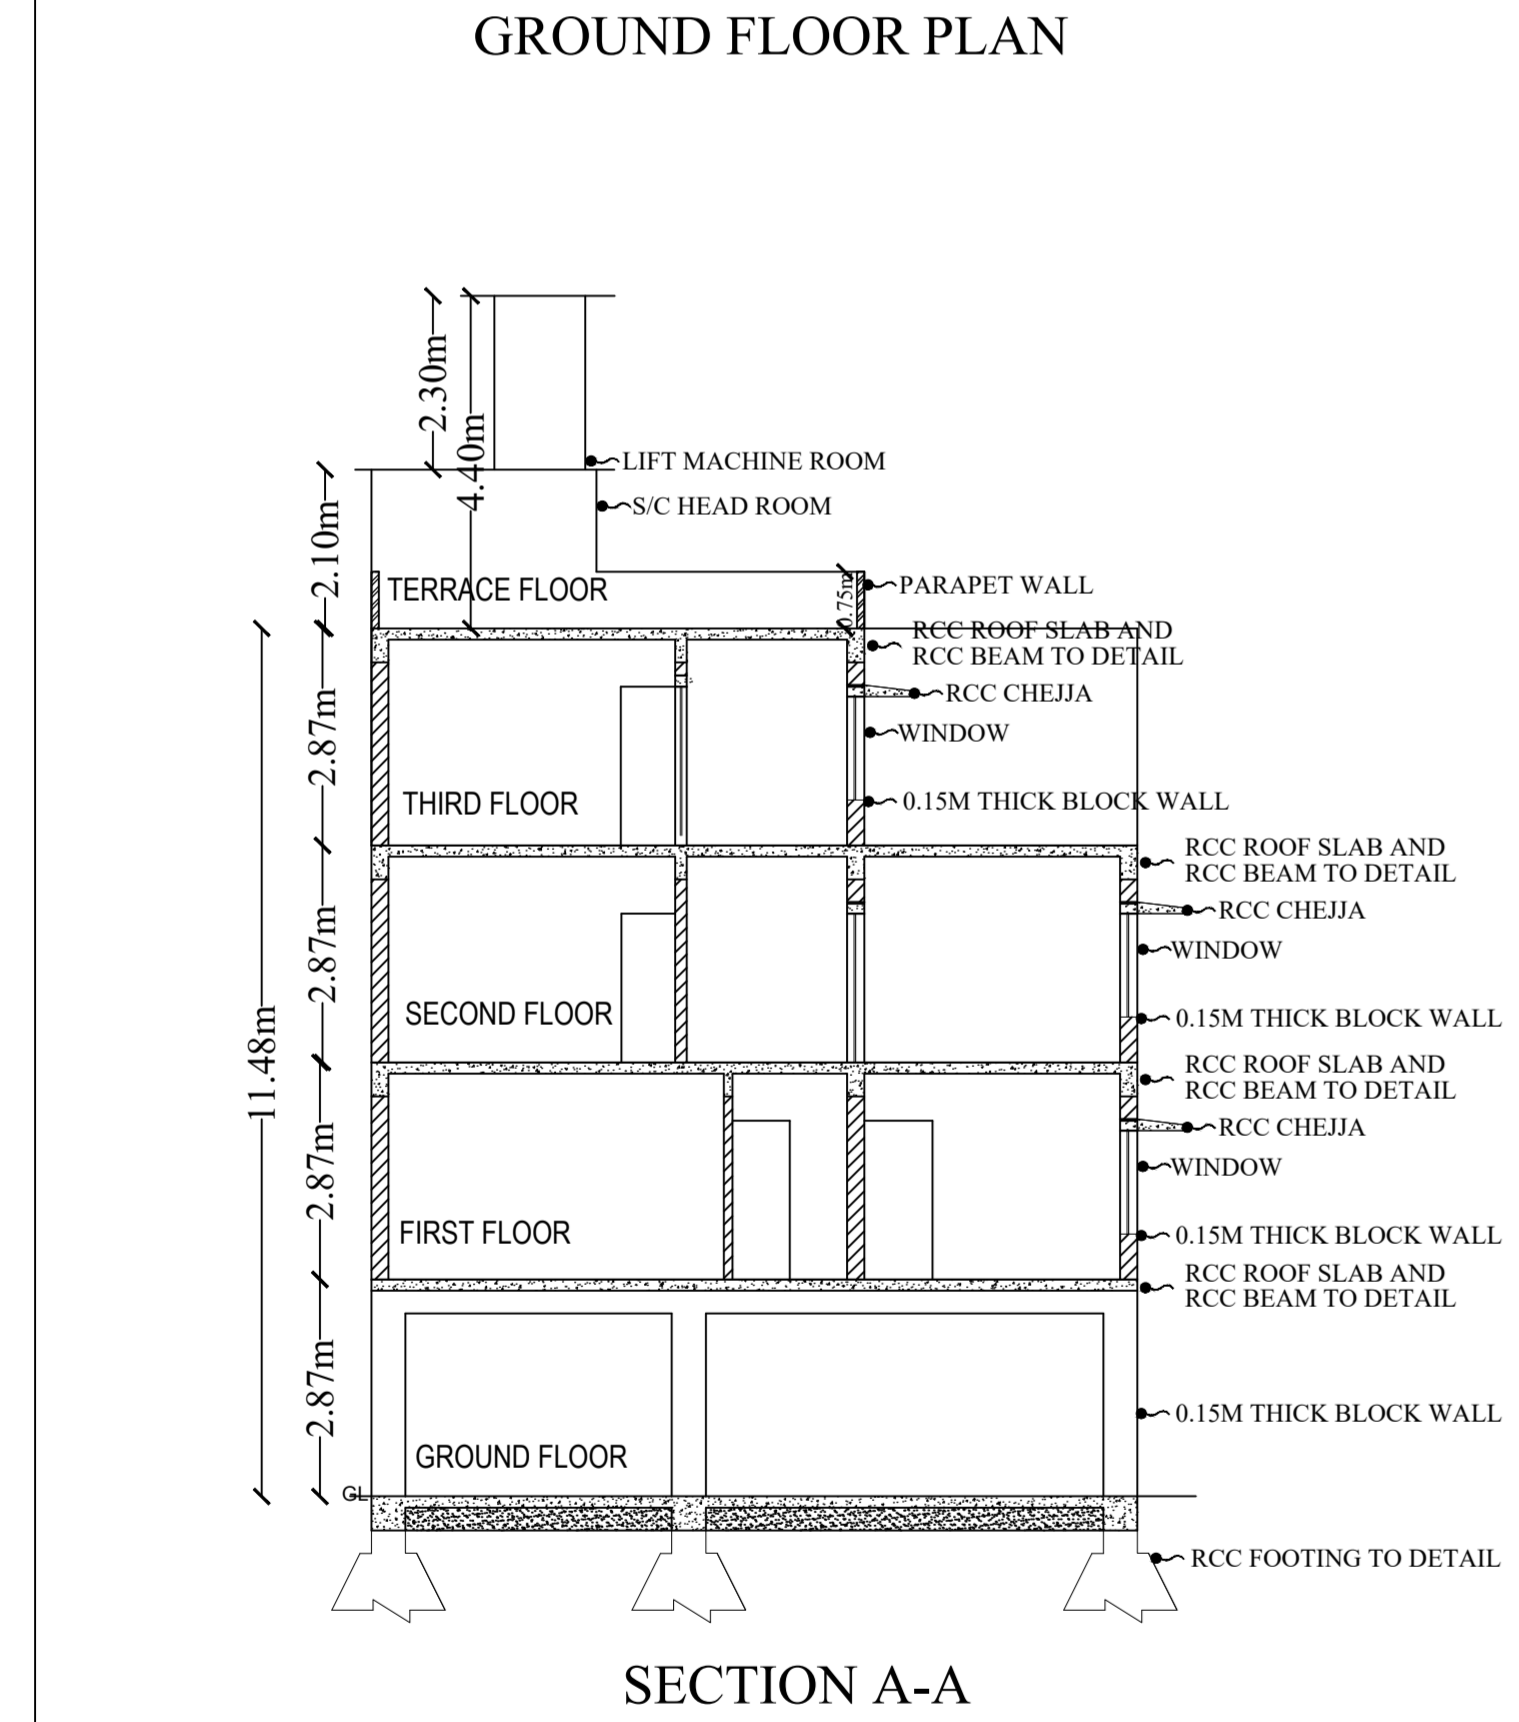 GROUND FLOOR PLAN
2.30m
4.40m
LIFT MACHINE ROOM
S/C HEAD ROOM
2.10m
TERRACE FLOOR
0.75m
PARAPET WALL
RCC ROOF SLAB AND
RCC BEAM TO DETAIL
RCC CHEJJA
2.87m
WINDOW
THIRD FLOOR
0.15M THICK BLOCK WALL
RCC ROOF SLAB AND
RCC BEAM TO DETAIL
RCC CHEJJA
2.87m
WINDOW
SECOND FLOOR
0.15M THICK BLOCK WALL
11.48m
RCC ROOF SLAB AND
RCC BEAM TO DETAIL
RCC CHEJJA
2.87m
WINDOW
FIRST FLOOR
0.15M THICK BLOCK WALL
RCC ROOF SLAB AND
RCC BEAM TO DETAIL
2.87m
0.15M THICK BLOCK WALL
GROUND FLOOR
GL
RCC FOOTING TO DETAIL
SECTION A-A